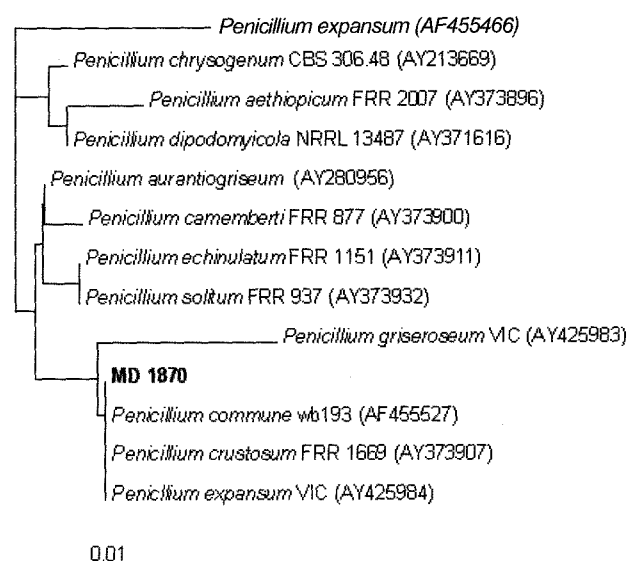 Penicillium expansum (AF455466)
Penicillium chrysogenum CBS 306.48 (AY213669)
Penicillium aethiopicum FRR 2007 (AY373896)
Penicillium dipodomyicola NRRL 13487 (AY371616)
Penicillium aurantiogriseum (AY280956)
Penicillium camemberti FRR 877 (AY373900)
Penicillium echinulatum FRR 1151 (AY373911)
Penicillium solitum FRR 937 (AY373932)
Penicillium griseroseum VIC (AY425983)
MD 1870
Penicillium commune wb193 (AF455527)
Penicillium crustosum FRR 1669 (AY373907)
Penicillium expansum VIC (AY425984)
0.01